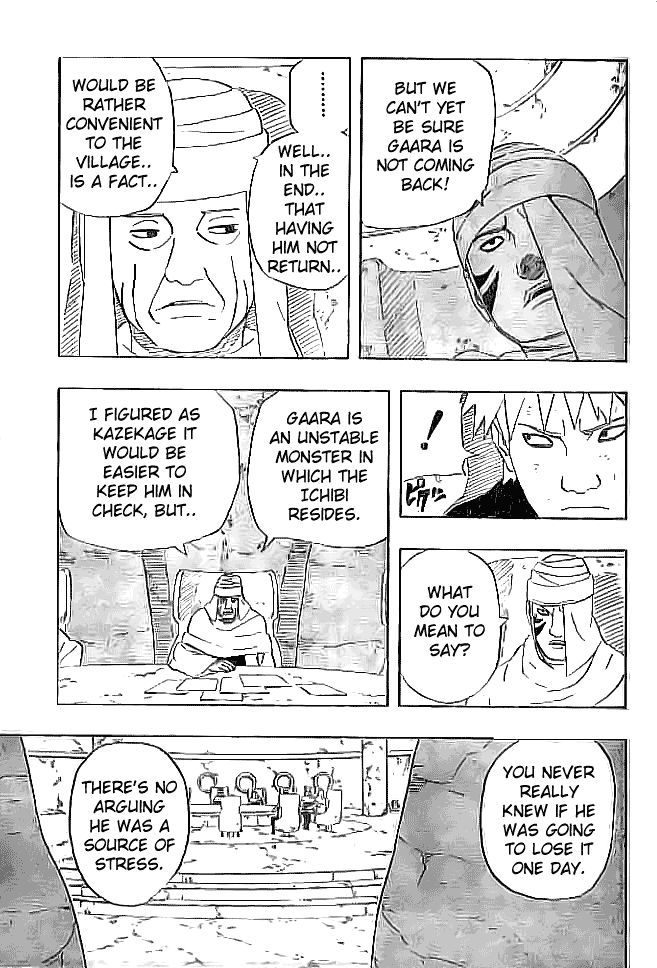 BUT WE
CAN'T YET
BE SURE
GAARA
IS NOT
COMING
BACK!
........
WELL..
IN THE
END..
THAT
HAVING
HIM NOT
RETURN..
WOULD BE
RATHER
CONVENIENT
TO THE
VILLAGE..
IS A FACT..
!
WHAT
DO YOU
MEAN TO
SAY?
GAARA IS
AN UNSTABLE
MONSTER IN
WHICH THE
ICHIBI
RESIDES.
I FIGURED AS
KAZEKAGE IT
WOULD BE
EASIER TO
KEEP HIM IN
CHECK, BUT..
YOU NEVER
REALLY
KNEW IF HE
WAS GOING
TO LOSE IT
ONE DAY.
THERE'S NO
ARGUING
HE WAS A
SOURCE OF
STRESS.